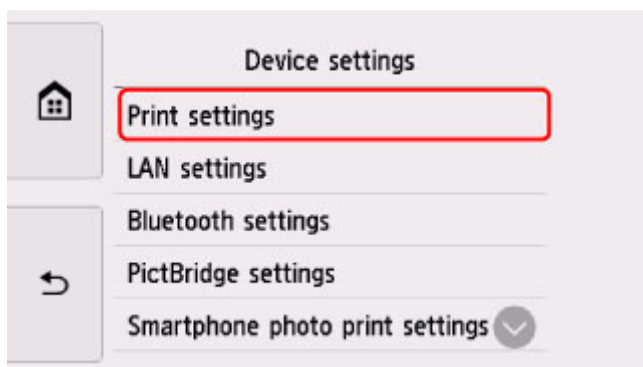 Device settings
Print settings
LAN settings
Bluetooth settings
PictBridge settings
Smartphone photo print settings